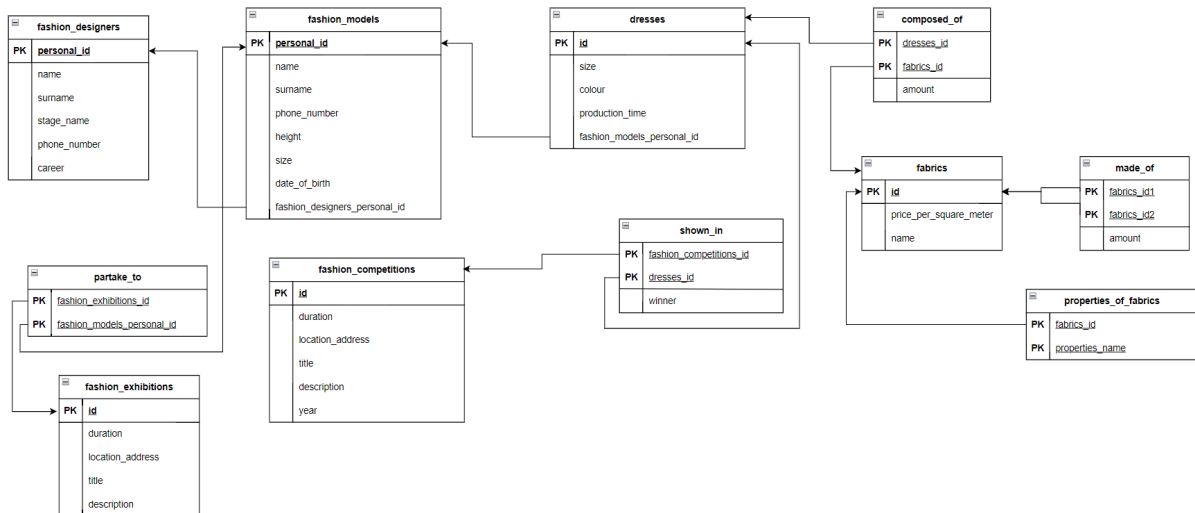 fashion_designers
PK personal_id
name
surname
stage_name
phone_number
career
fashion_models
PK personal_id
name
surname
phone_number
height
size
date_of_birth
fashion_designers_personal_id
dresses
PK id
size
colour
production_time
fashion_models_personal_id
composed_of
PK dresses_id
PK fabrics_id
amount
fabrics
PK id
price_per_square_meter
name
made_of
PK fabrics_id1
PK fabrics_id2
amount
shown_in
PK fashion_competitions_id
PK dresses_id
winner
fashion_competitions
PK id
duration
location_address
title
description
year
partake_to
PK fashion_exhibitions_id
PK fashion_models_personal_id
properties_of_fabrics
PK fabrics_id
PK properties_name
fashion_exhibitions
PK id
duration
location_address
title
description